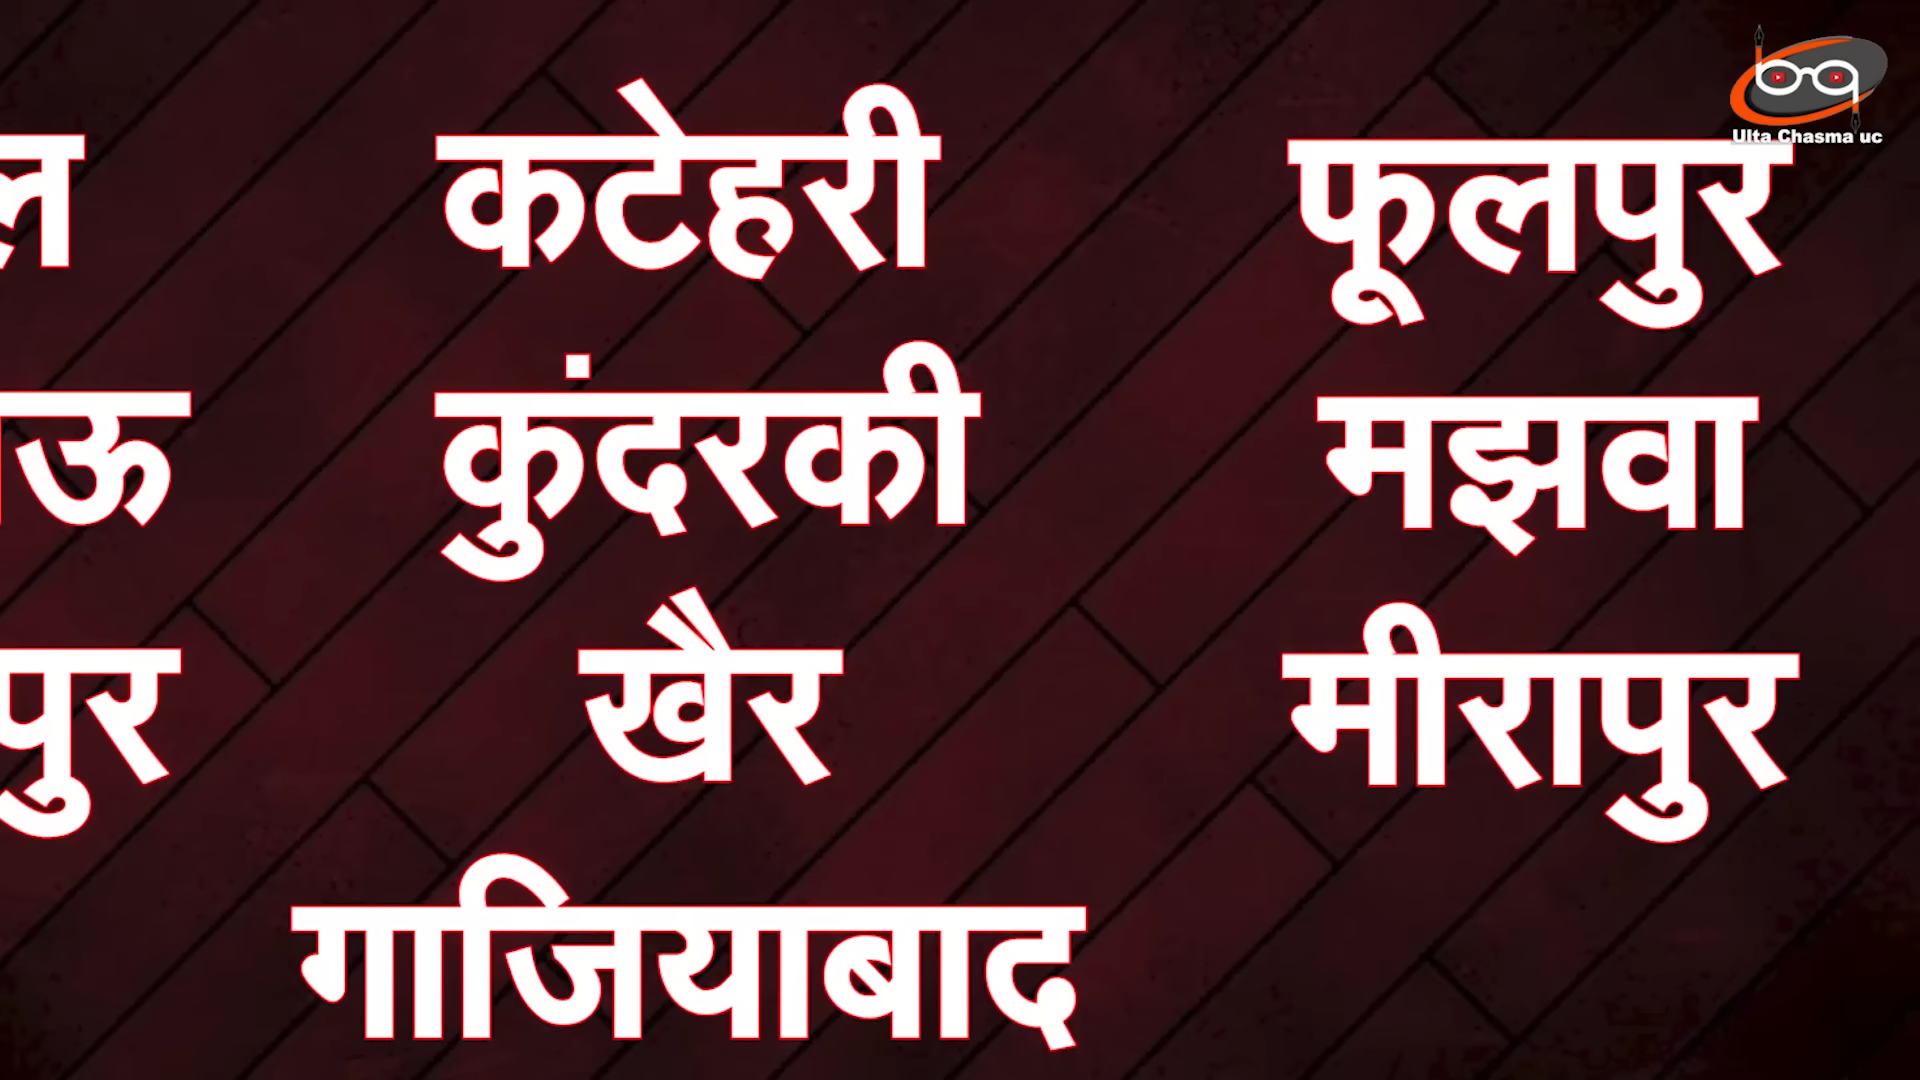 Ulta Chasma uc
कटेहरी फूलपुर
कुंदरकी मझवा
खैर मीरापुर
गाजियाबाद